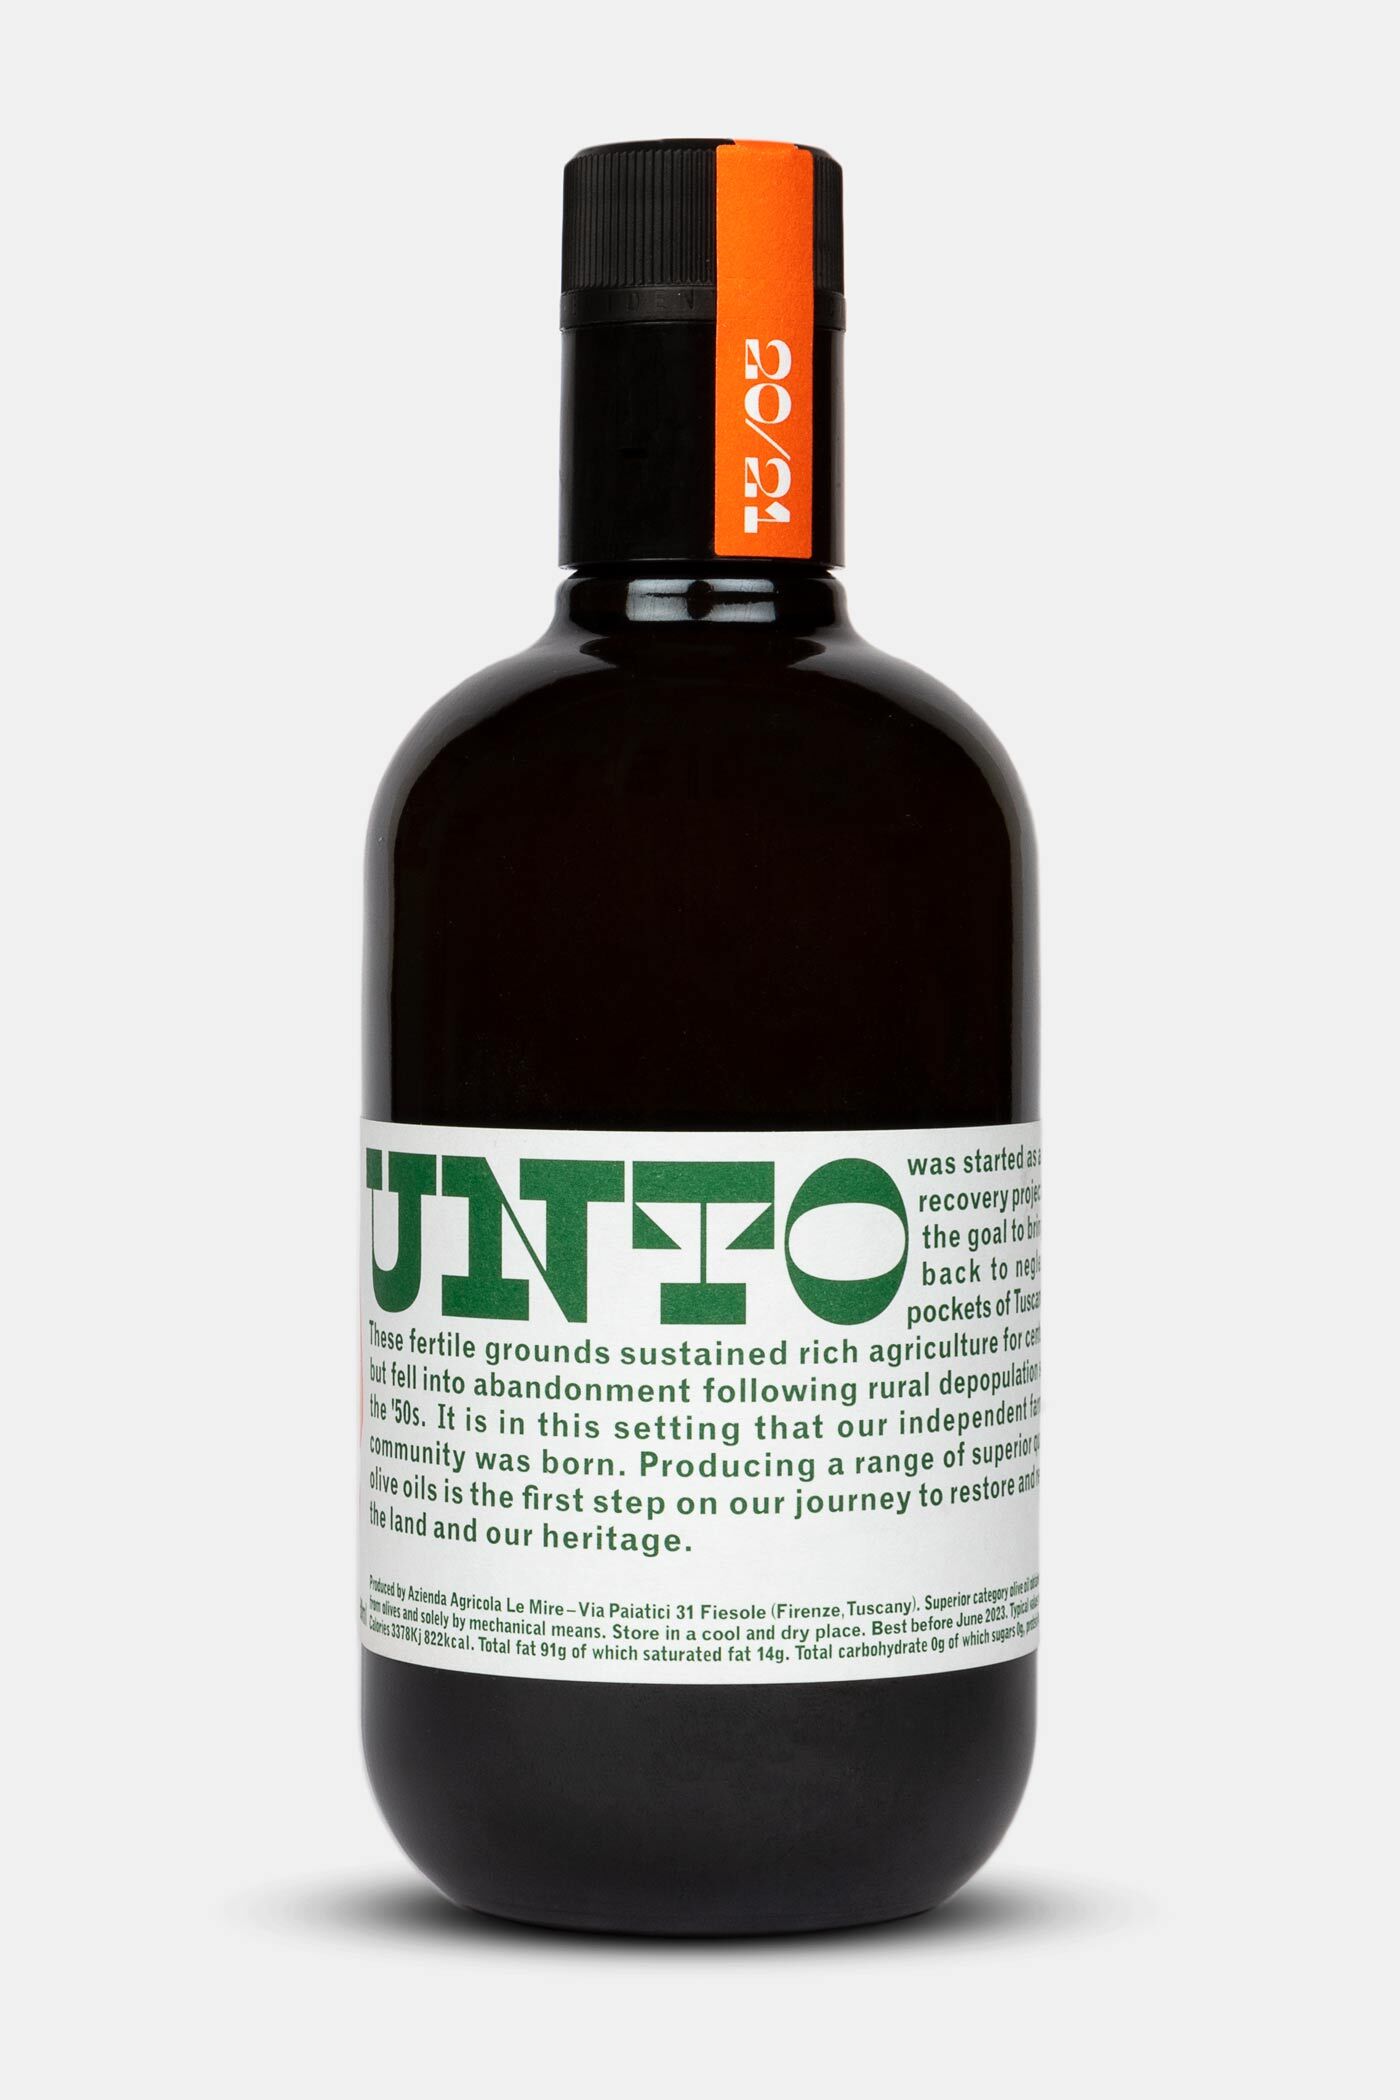 20/21
UNTO
was started as
recovery
the goal to
back to
pockets of
These fertile grounds sustained rich agriculture for
but fell into abandonment following rural depopulation
the '50s. It is in this setting that our independent
community was born. Producing a range of superior
olive oils is the first step on our journey to restore and
the land and our heritage.
Produced by Azienda Agricola Le Mire – Via Paiatici 31 Fiesole (Firenze, Tuscany). Superior category olive oil
from olives and solely by mechanical means. Store in a cool and dry place. Best before June 2023. Typical
Calories 3378Kj 822kcal. Total fat 91g of which saturated fat 14g. Total carbohydrate 0g of which sugars 0g,